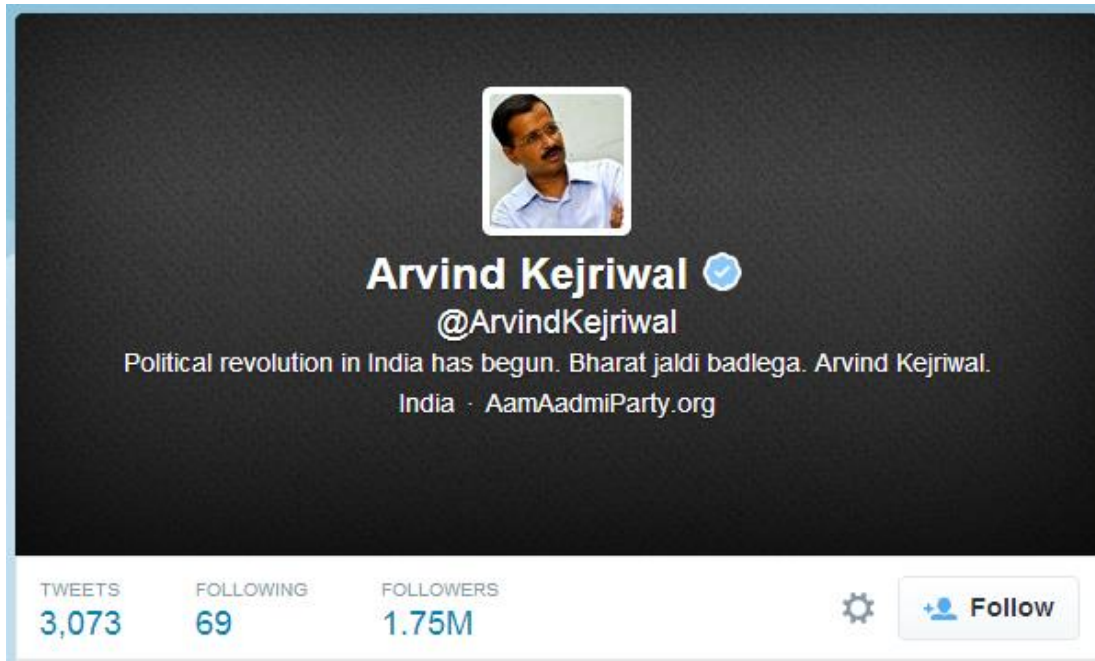 Arvind Kejriwal
@ArvindKejriwal
Political revolution in India has begun. Bharat jaldi badlega. Arvind Kejriwal.
India · AamAadmiParty.org
TWEETS FOLLOWING FOLLOWERS
3,073 69 1.75M
Follow